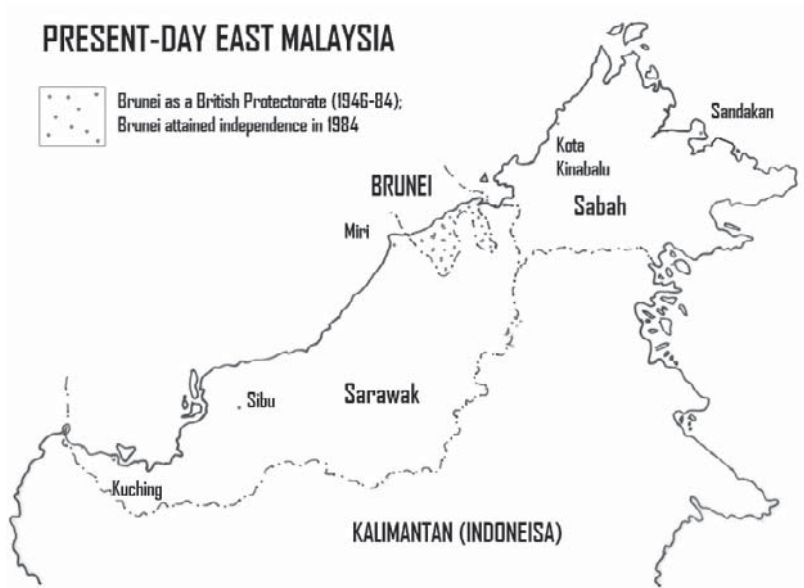 PRESENT-DAY EAST MALAYSIA
Brunei as a British Protectorate (1946-84);
Brunei attained independence in 1984
Sandakan
Kota
Kinabalu
BRUNEI
Sabah
Miri
Sibu
Sarawak
Kuching
KALIMANTAN (INDONEISA)